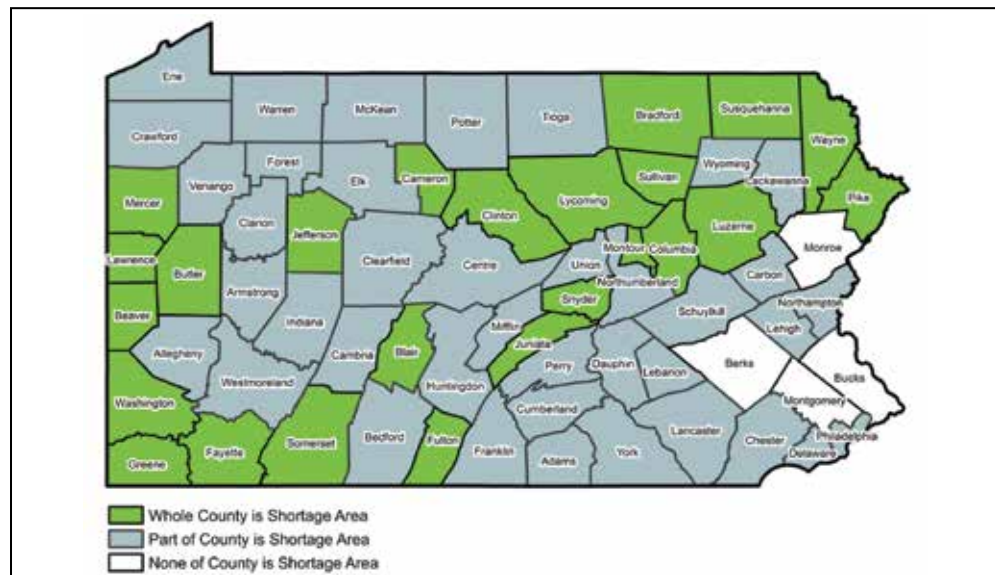 Erie
Warren
McKean
Potter
Tioga
Bradford
Susquehanna
Wayne
Crawford
Forest
Wyoming
Lackawanna
Venango
Elk
Cameron
Sullivan
Pike
Mercer
Clarion
Jefferson
Clinton
Lycoming
Luzerne
Monroe
Lawrence
Butler
Clearfield
Centre
Union
Montour
Columbia
Carbon
Armstrong
Northumberland
Northampton
Beaver
Indiana
Snyder
Schuylkill
Lehigh
Allegheny
Cambria
Blair
Mifflin
Juniata
Dauphin
Lebanon
Berks
Bucks
Westmoreland
Huntingdon
Perry
Montgomery
Washington
Cumberland
Lancaster
Philadelphia
Greene
Fayette
Somerset
Bedford
Fulton
Franklin
Adams
York
Chester
Delaware
Whole County is Shortage Area
Part of County is Shortage Area
None of County is Shortage Area